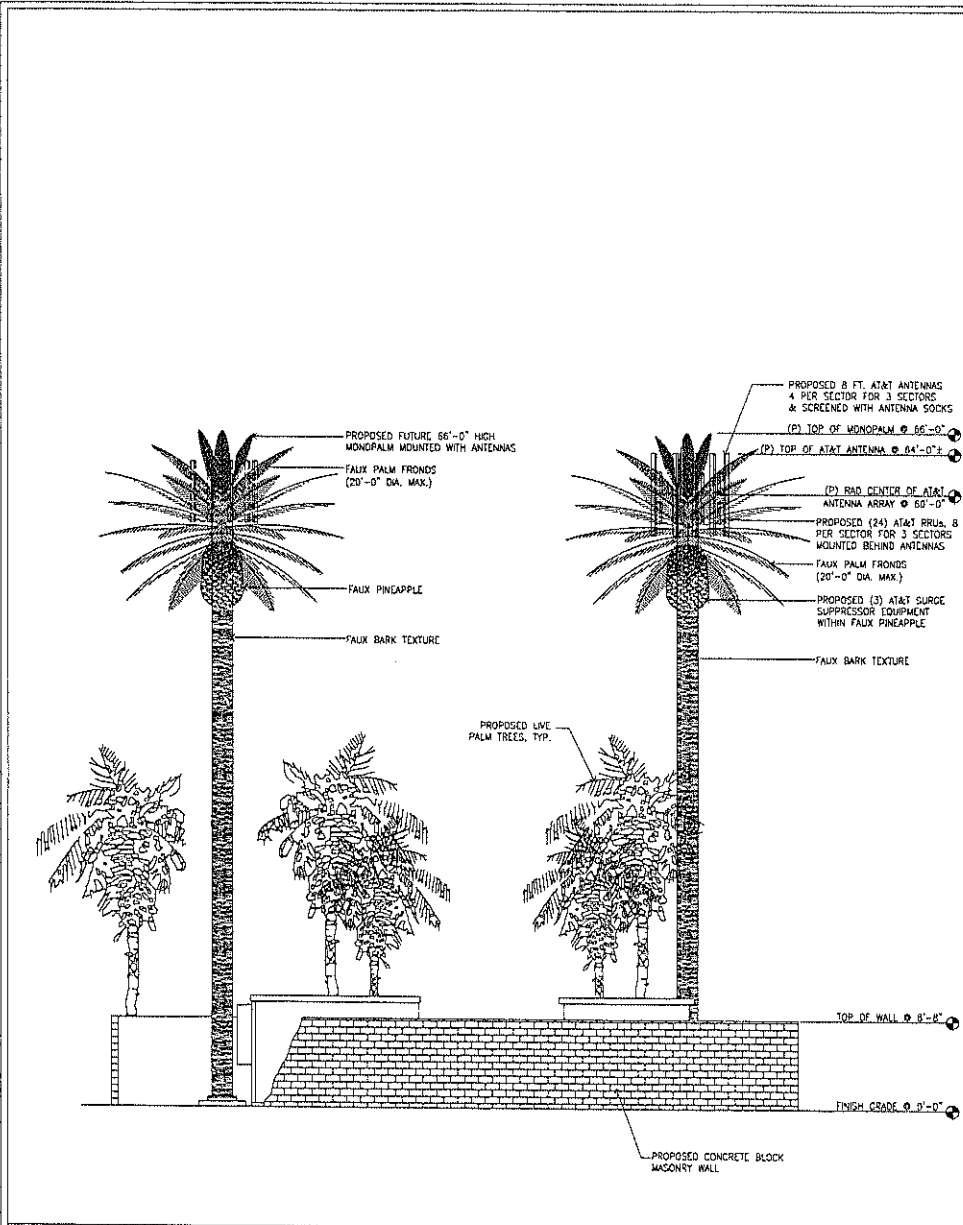 PROPOSED 8 FT. AT&T ANTENNAS
4 PER SECTOR FOR 3 SECTORS
& SCREENED WITH ANTENNA SOCKS
(P) TOP OF MONOPALM @ 66'-0"
(P) TOP OF AT&T ANTENNA @ 64'-0"±
(P) RAD CENTER OF AT&T
ANTENNA ARRAY @ 60'-0"
PROPOSED (24) AT&T RRUs, 8
PER SECTOR FOR 3 SECTORS
MOUNTED BEHIND ANTENNAS
FAUX PALM FRONDS
(20'-0" DIA. MAX.)
PROPOSED (3) AT&T SURGE
SUPPRESSOR EQUIPMENT
WITHIN FAUX PINEAPPLE
FAUX BARK TEXTURE
PROPOSED FUTURE 66'-0" HIGH
MONOPALM MOUNTED WITH ANTENNAS
FAUX PALM FRONDS
(20'-0" DIA. MAX.)
FAUX PINEAPPLE
FAUX BARK TEXTURE
PROPOSED LIVE
PALM TREES, TYP.
TOP OF WALL @ 8'-8"
FINISH GRADE @ 0'-0"
PROPOSED CONCRETE BLOCK
MASONRY WALL